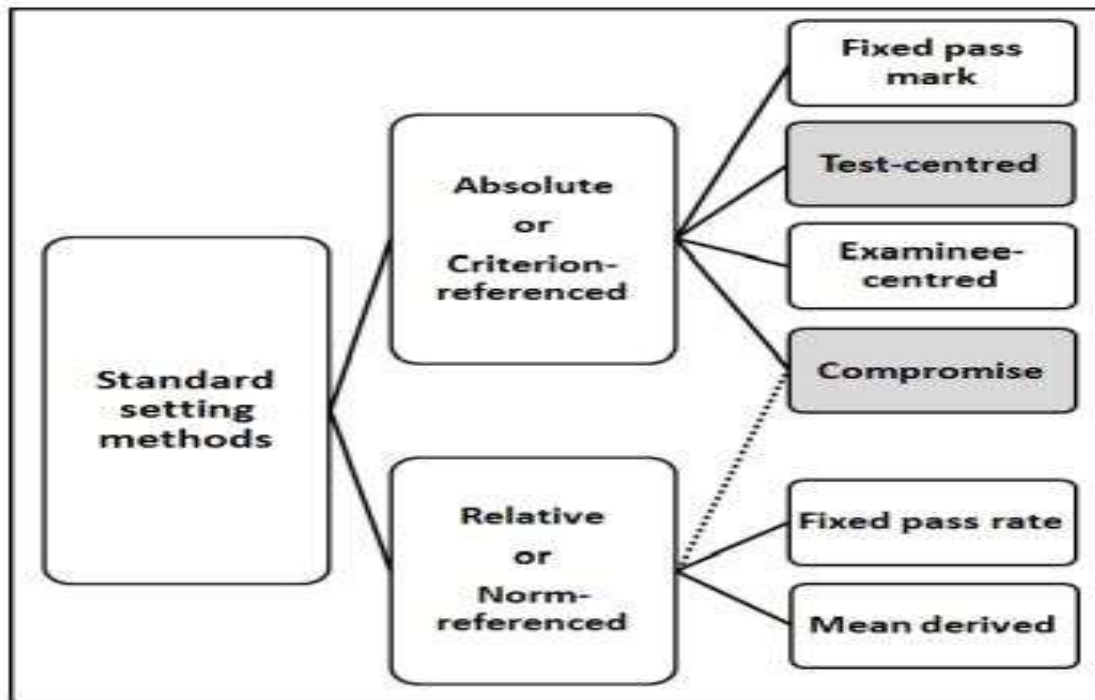 Standard
setting
methods
Absolute
or
Criterion-
referenced
Relative
or
Norm-
referenced
Fixed pass
mark
Test-centred
Examinee-
centred
Compromise
Fixed pass rate
Mean derived